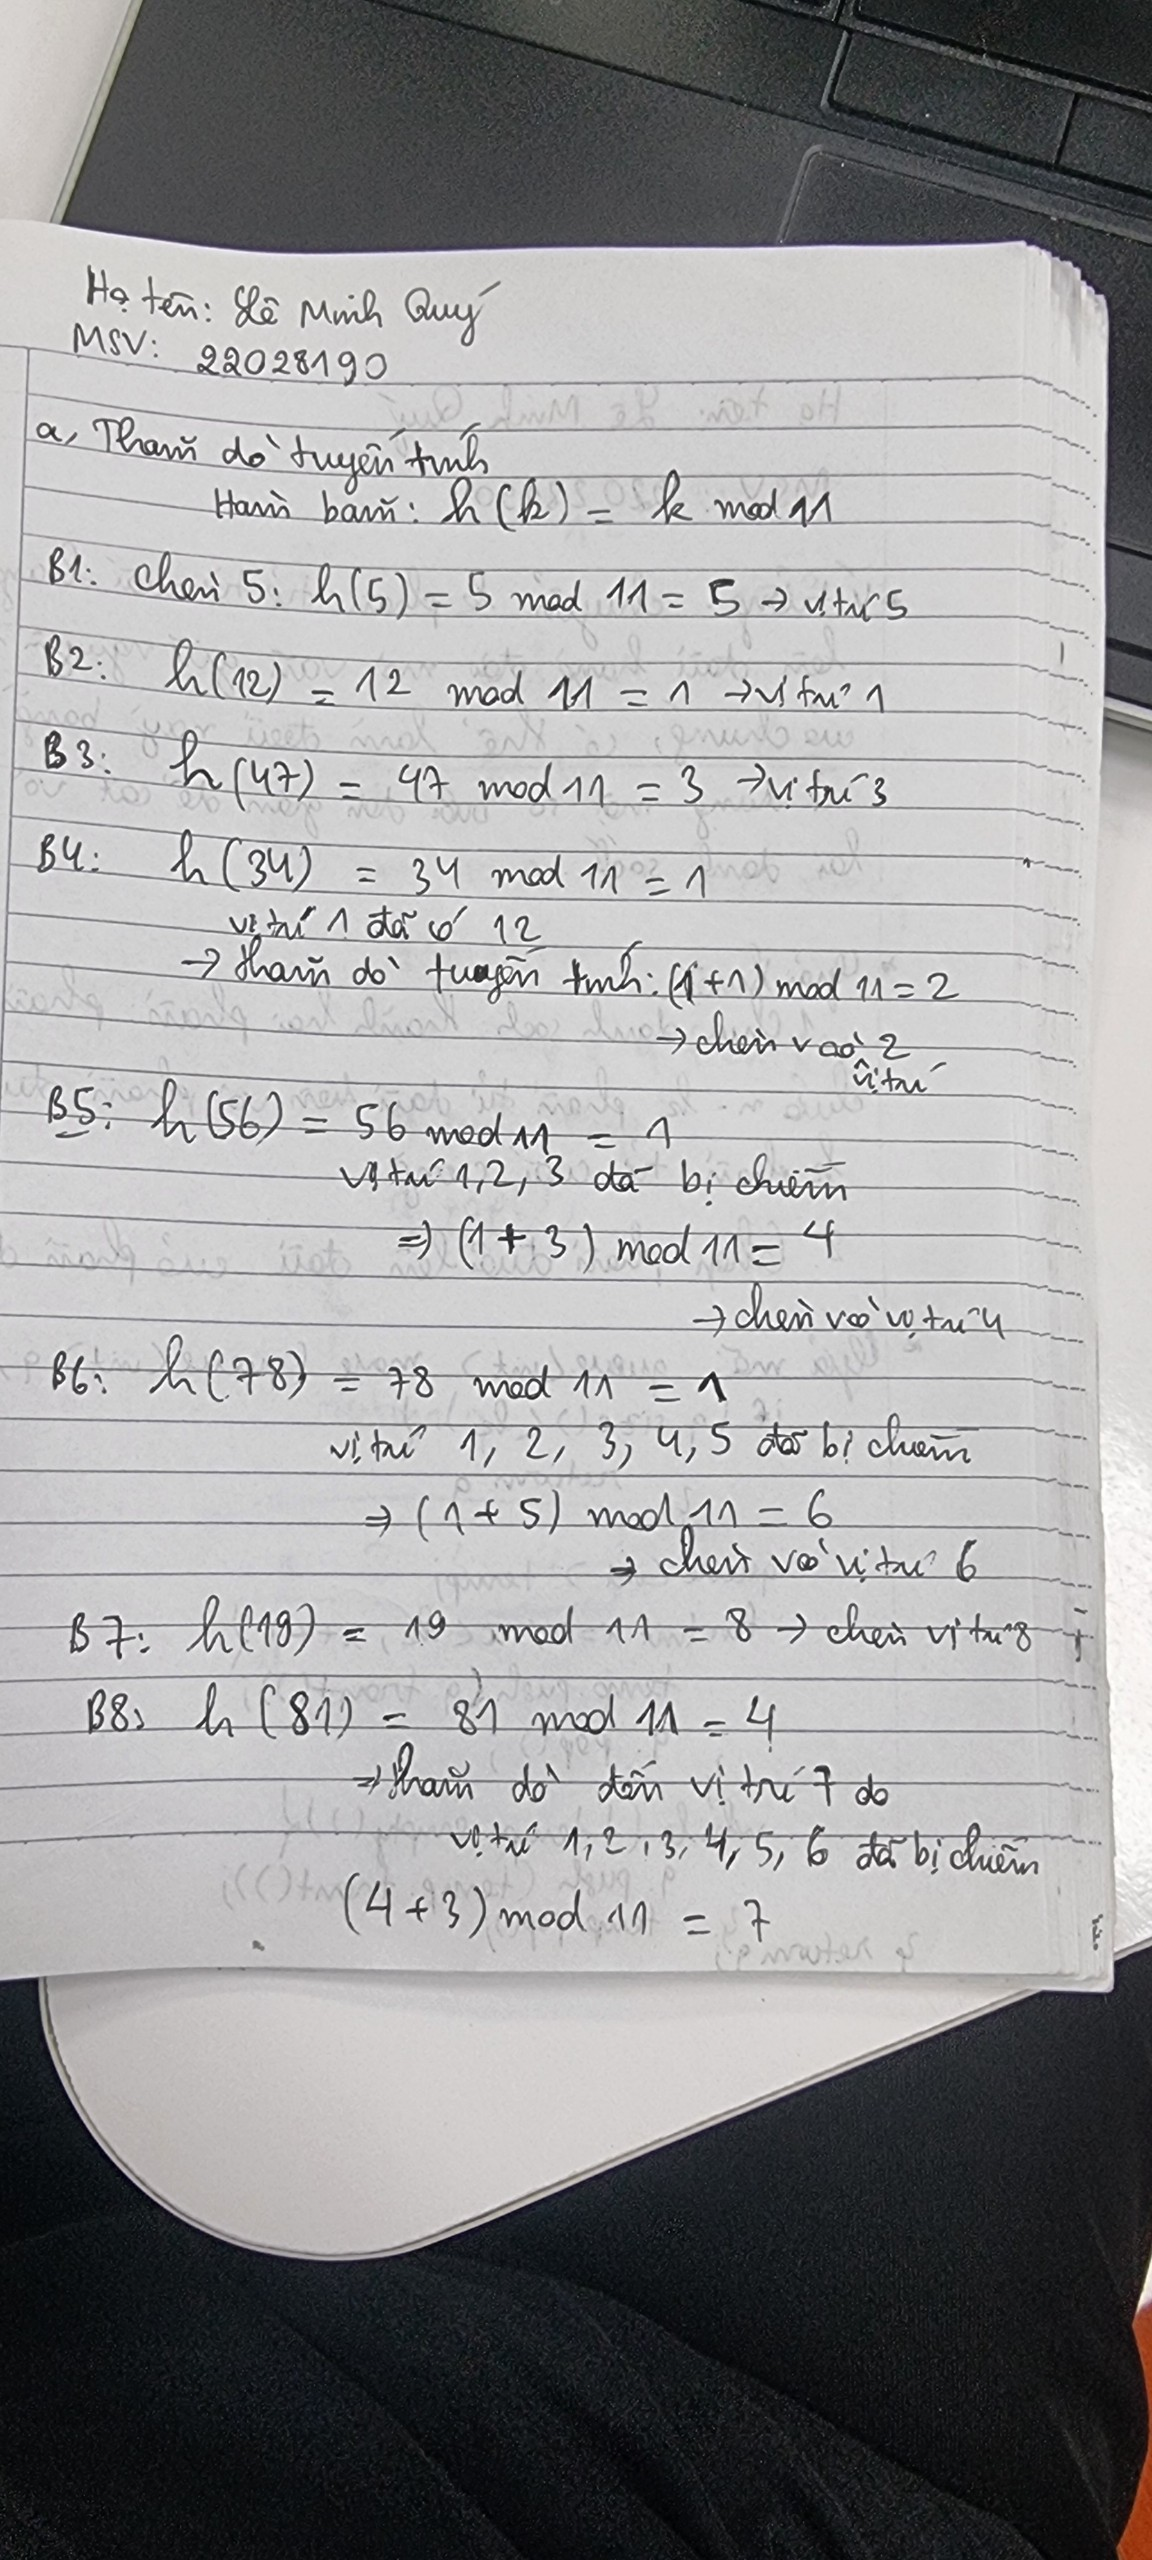 Họ tên: Lê Minh Quý
MSV: 22028190
a, Thăm dò tuyến tính
Hàm băm: h(k) = k mod 11
B1: chèn 5: h(5) = 5 mod 11 = 5 → vị trí 5
B2: h(12) = 12 mod 11 = 1 → vị trí 1
B3: h(47) = 47 mod 11 = 3 → vị trí 3
B4: h(34) = 34 mod 11 = 1
vị trí 1 đã có 12
→ thăm dò tuyến tính: (1+1) mod 11 = 2
→ chèn vào 2
vị trí
B5: h(56) = 56 mod 11 = 1
vị trí 1, 2, 3 đã bị chiếm
⇒ (1 + 3) mod 11 = 4
→ chèn vào vị trí 4
B6: h(78) = 78 mod 11 = 1
vị trí 1, 2, 3, 4, 5 đã bị chiếm
⇒ (1 + 5) mod 11 = 6
⇒ chèn vào vị trí 6
B7: h(19) = 19 mod 11 = 8 → chèn vị trí 8
B8: h(81) = 81 mod 11 = 4
⇒ thăm dò đến vị trí 7 do
vị trí 1, 2, 3, 4, 5, 6 đã bị chiếm
(4 + 3) mod 11 = 7